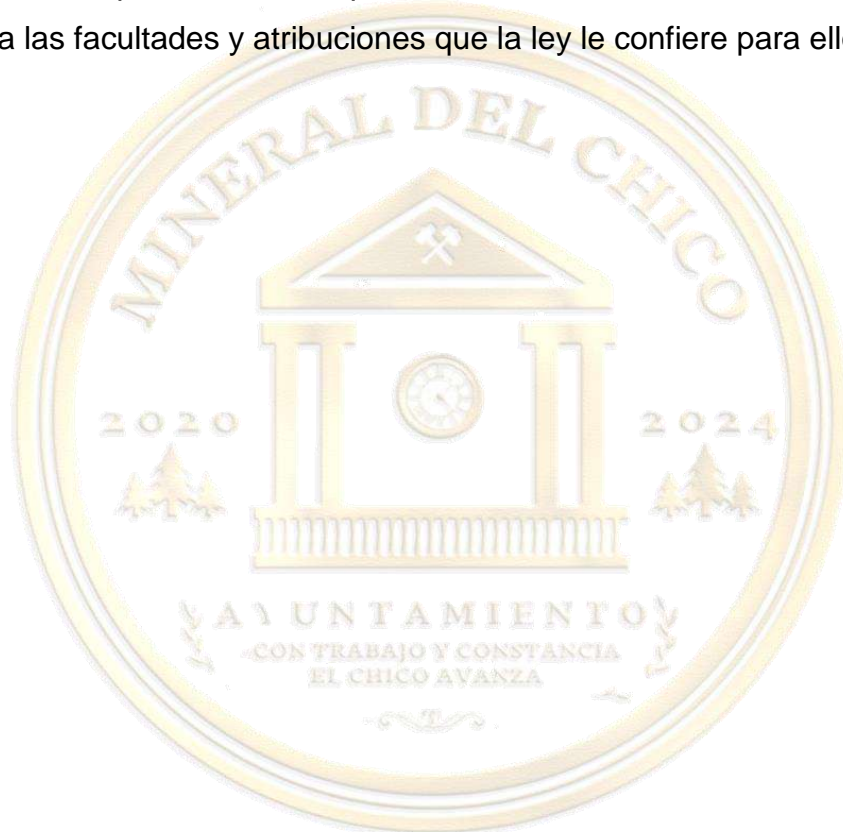 a las facultades y atribuciones que la ley le confiere para ell
MINERAL DEL CHICO
2020
2024
AYUNTAMIENTO
CON TRABAJO Y CONSTANCIA
EL CHICO AVANZA